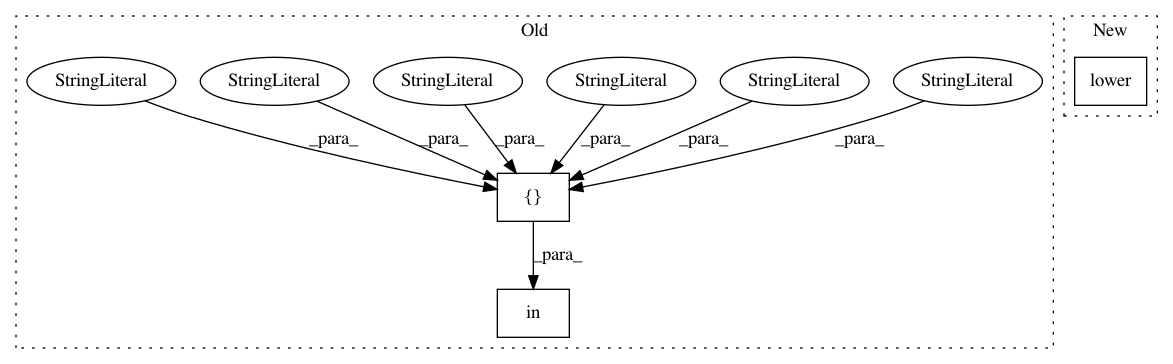 Old
New
StringLiteral StringLiteral StringLiteral StringLiteral StringLiteral StringLiteral lower
_para_ _para_ _para_ _para_ _para_ _para_
{}
_para_
in